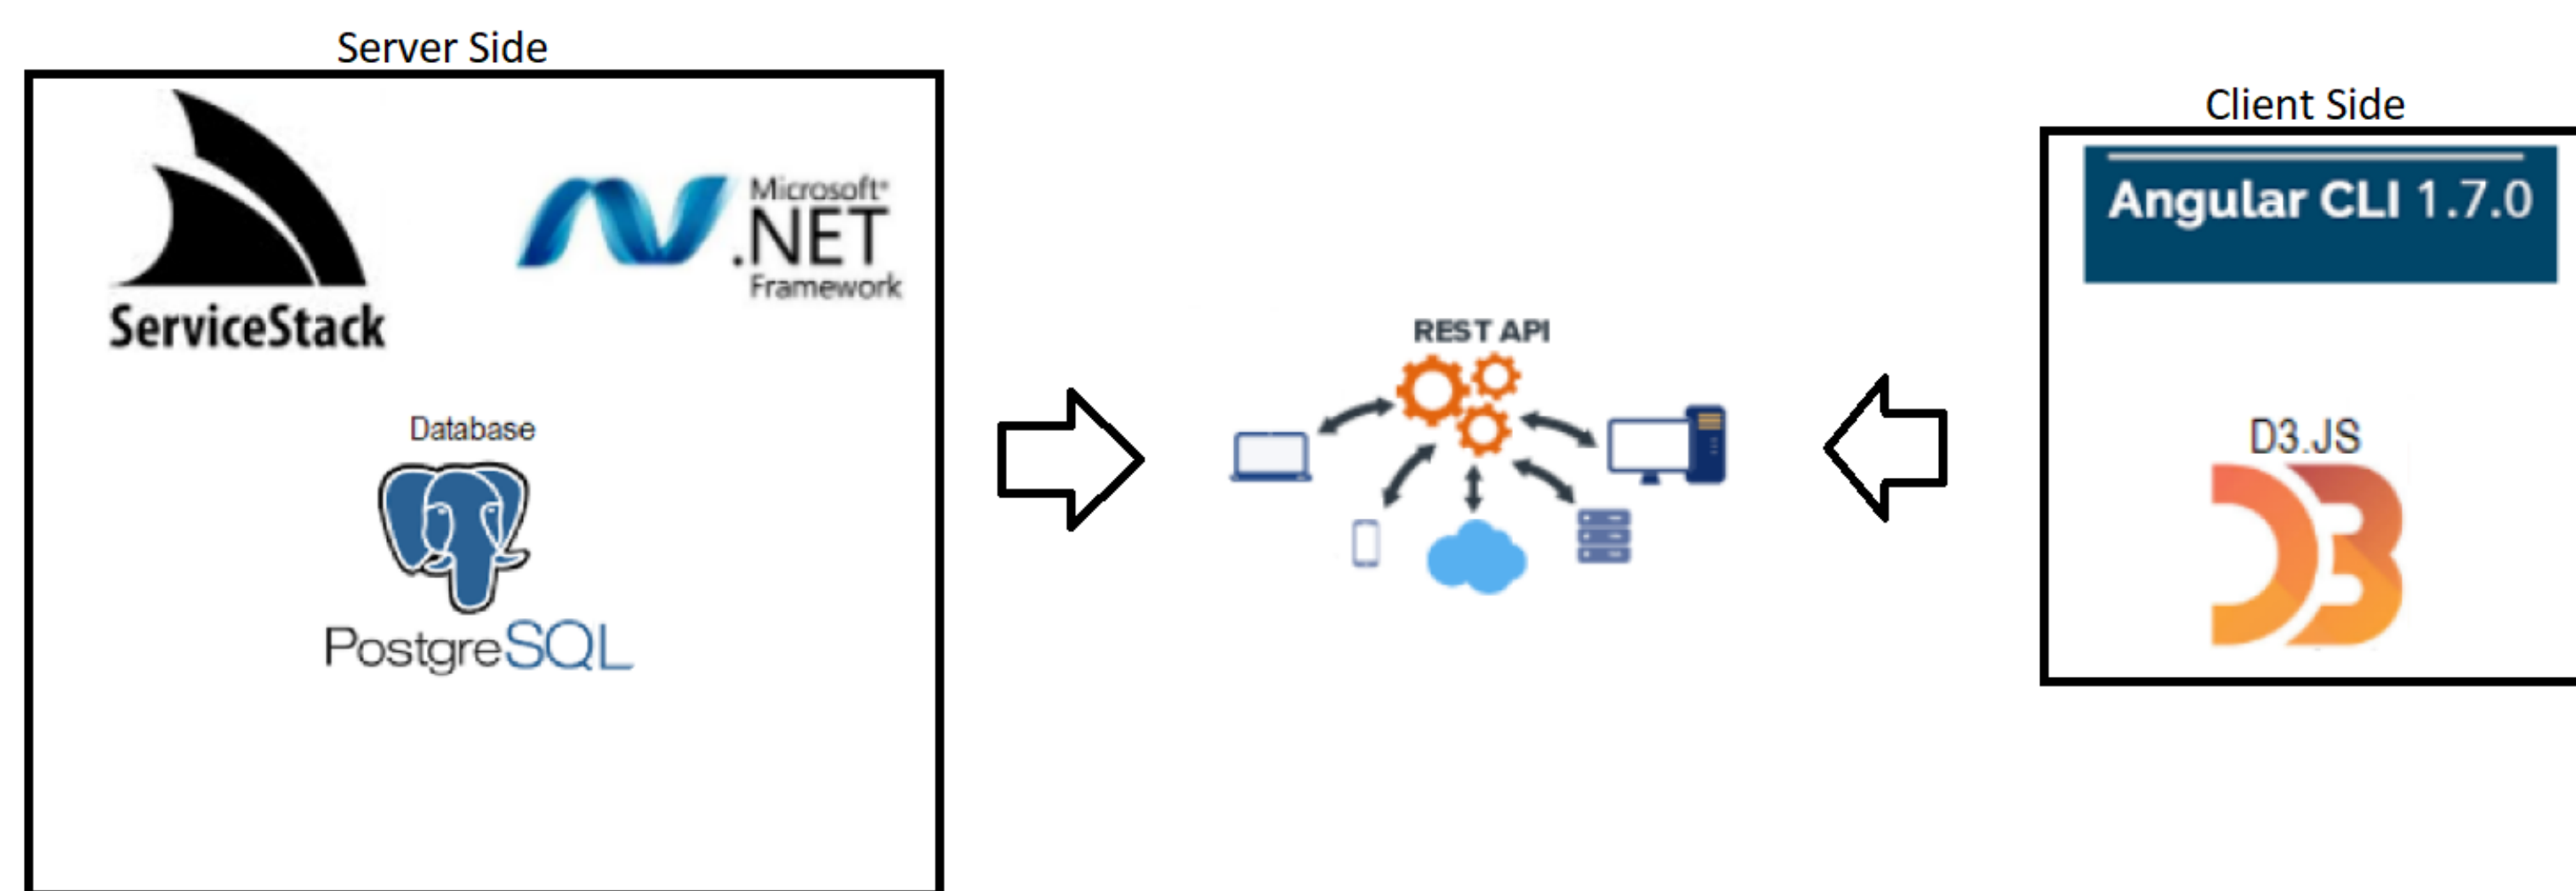 Server Side
ServiceStack
Microsoft®
.NET
Framework
Database
PostgreSQL
REST API
Client Side
Angular CLI 1.7.0
D3.JS
D3